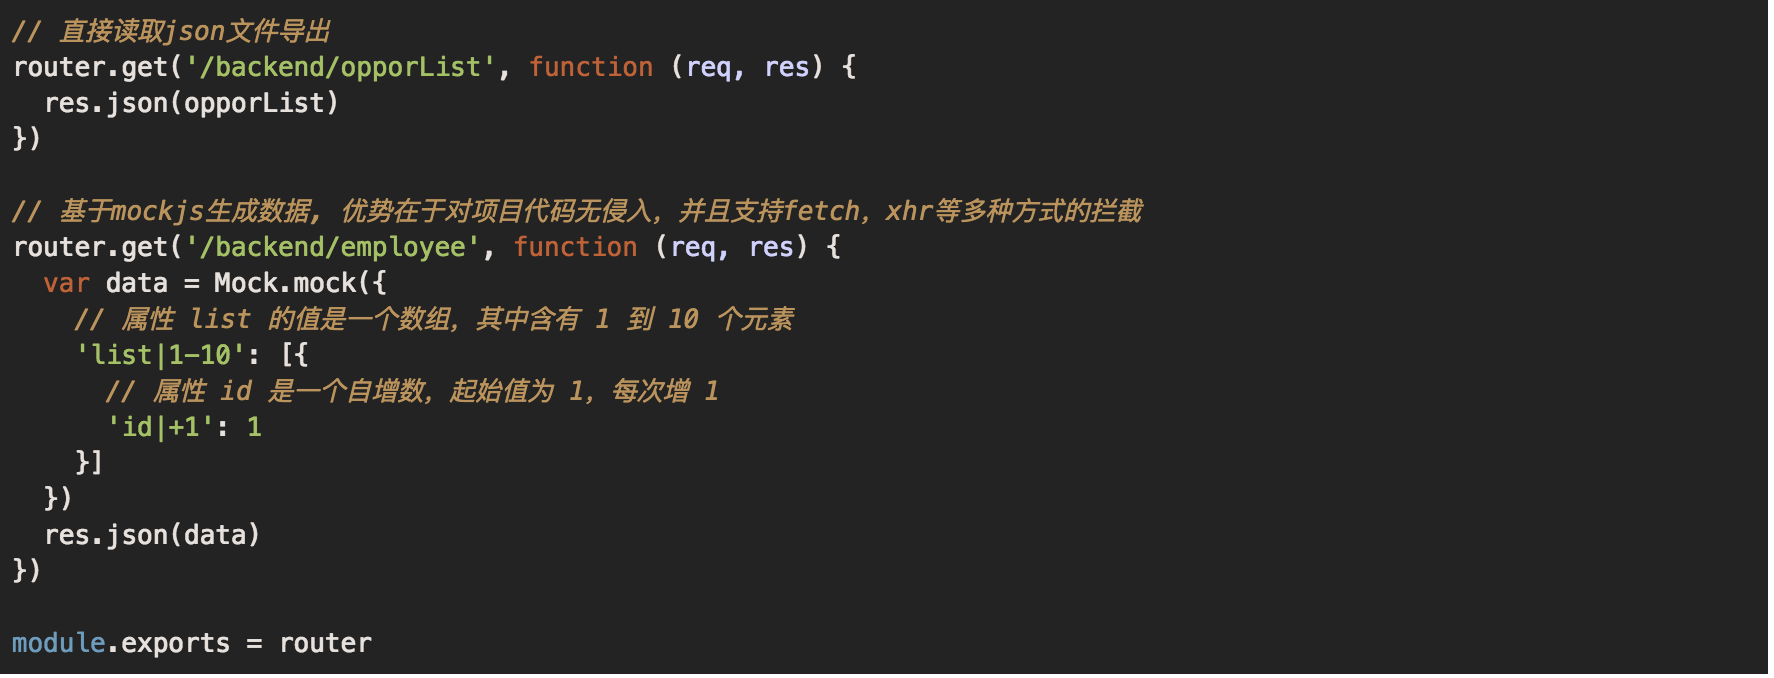 // 直接读取json文件导出
router.get('/backend/opporList', function (req, res) {
  res.json(opporList)
})

// 基于mockjs生成数据, 优势在于对项目代码无侵入，并且支持fetch，xhr等多种方式的拦截
router.get('/backend/employee', function (req, res) {
  var data = Mock.mock({
    // 属性 list 的值是一个数组，其中含有 1 到 10 个元素
    'list|1-10': [{
      // 属性 id 是一个自增数，起始值为 1，每次增 1
      'id|+1': 1
    }]
  })
  res.json(data)
})

module.exports = router